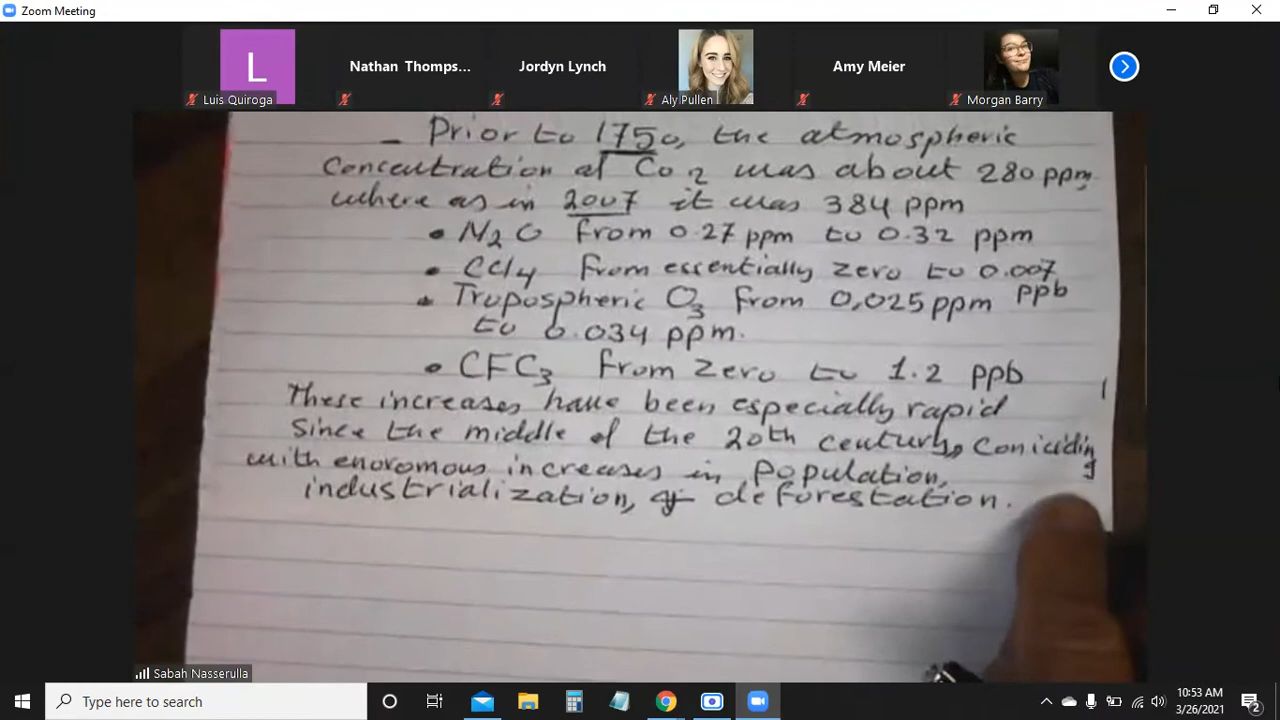 Zoom Meeting
L
Luis Quiroga
Nathan Thomps...
Jordyn Lynch
Aly Pullen
Amy Meier
Morgan Barry
- Prior to 1750, the atmospheric
Concentration of CO2 was about 280 ppm
where as in 2007 it was 384 ppm
• N2O from 0.27 ppm to 0.32 ppm
• CCl4 from essentially zero to 0.007
ppb
• Tropospheric O3 from 0,025 ppm
to 0.034 ppm.
• CFC3 from zero to 1.2 ppb
These increases have been especially rapid
Since the middle of the 20th century, Coniciding
with enoromous increases in Population,
industrialization, & deforestation.
Sabah Nasserulla
Type here to search
10:53 AM
3/26/2021
2